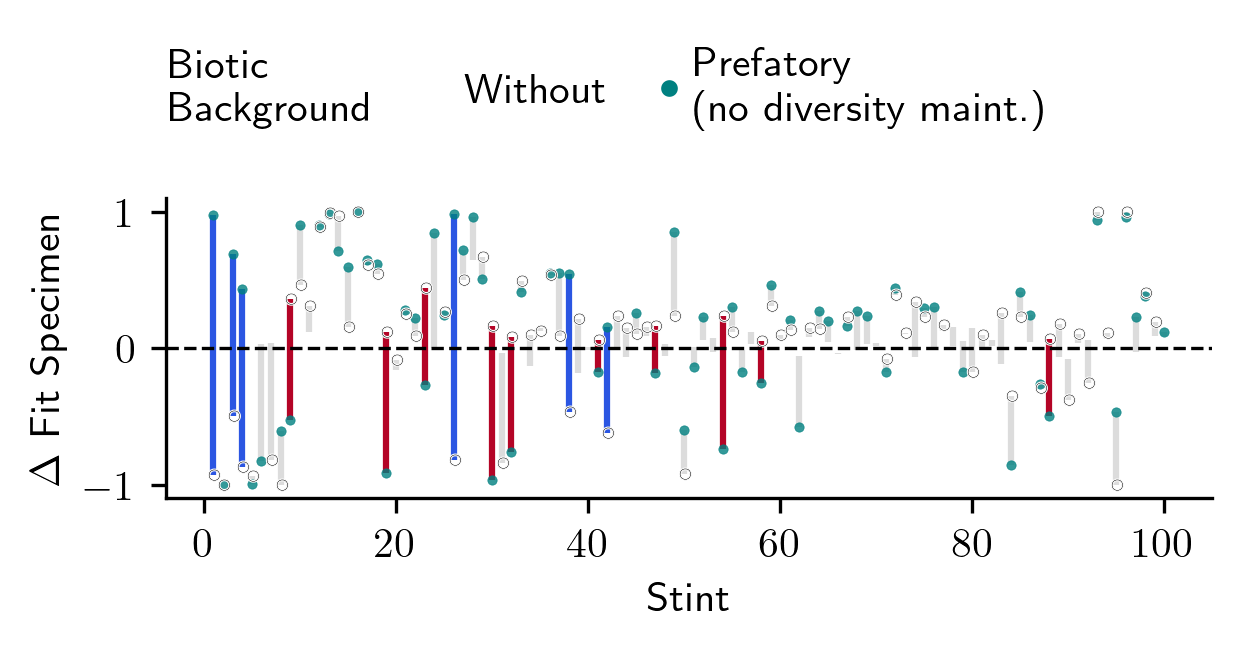 Biotic
Background
Without
Prefatory
(no diversity maint.)
Δ Fit Specimen
1
0
−1
0
20
40
60
80
100
Stint